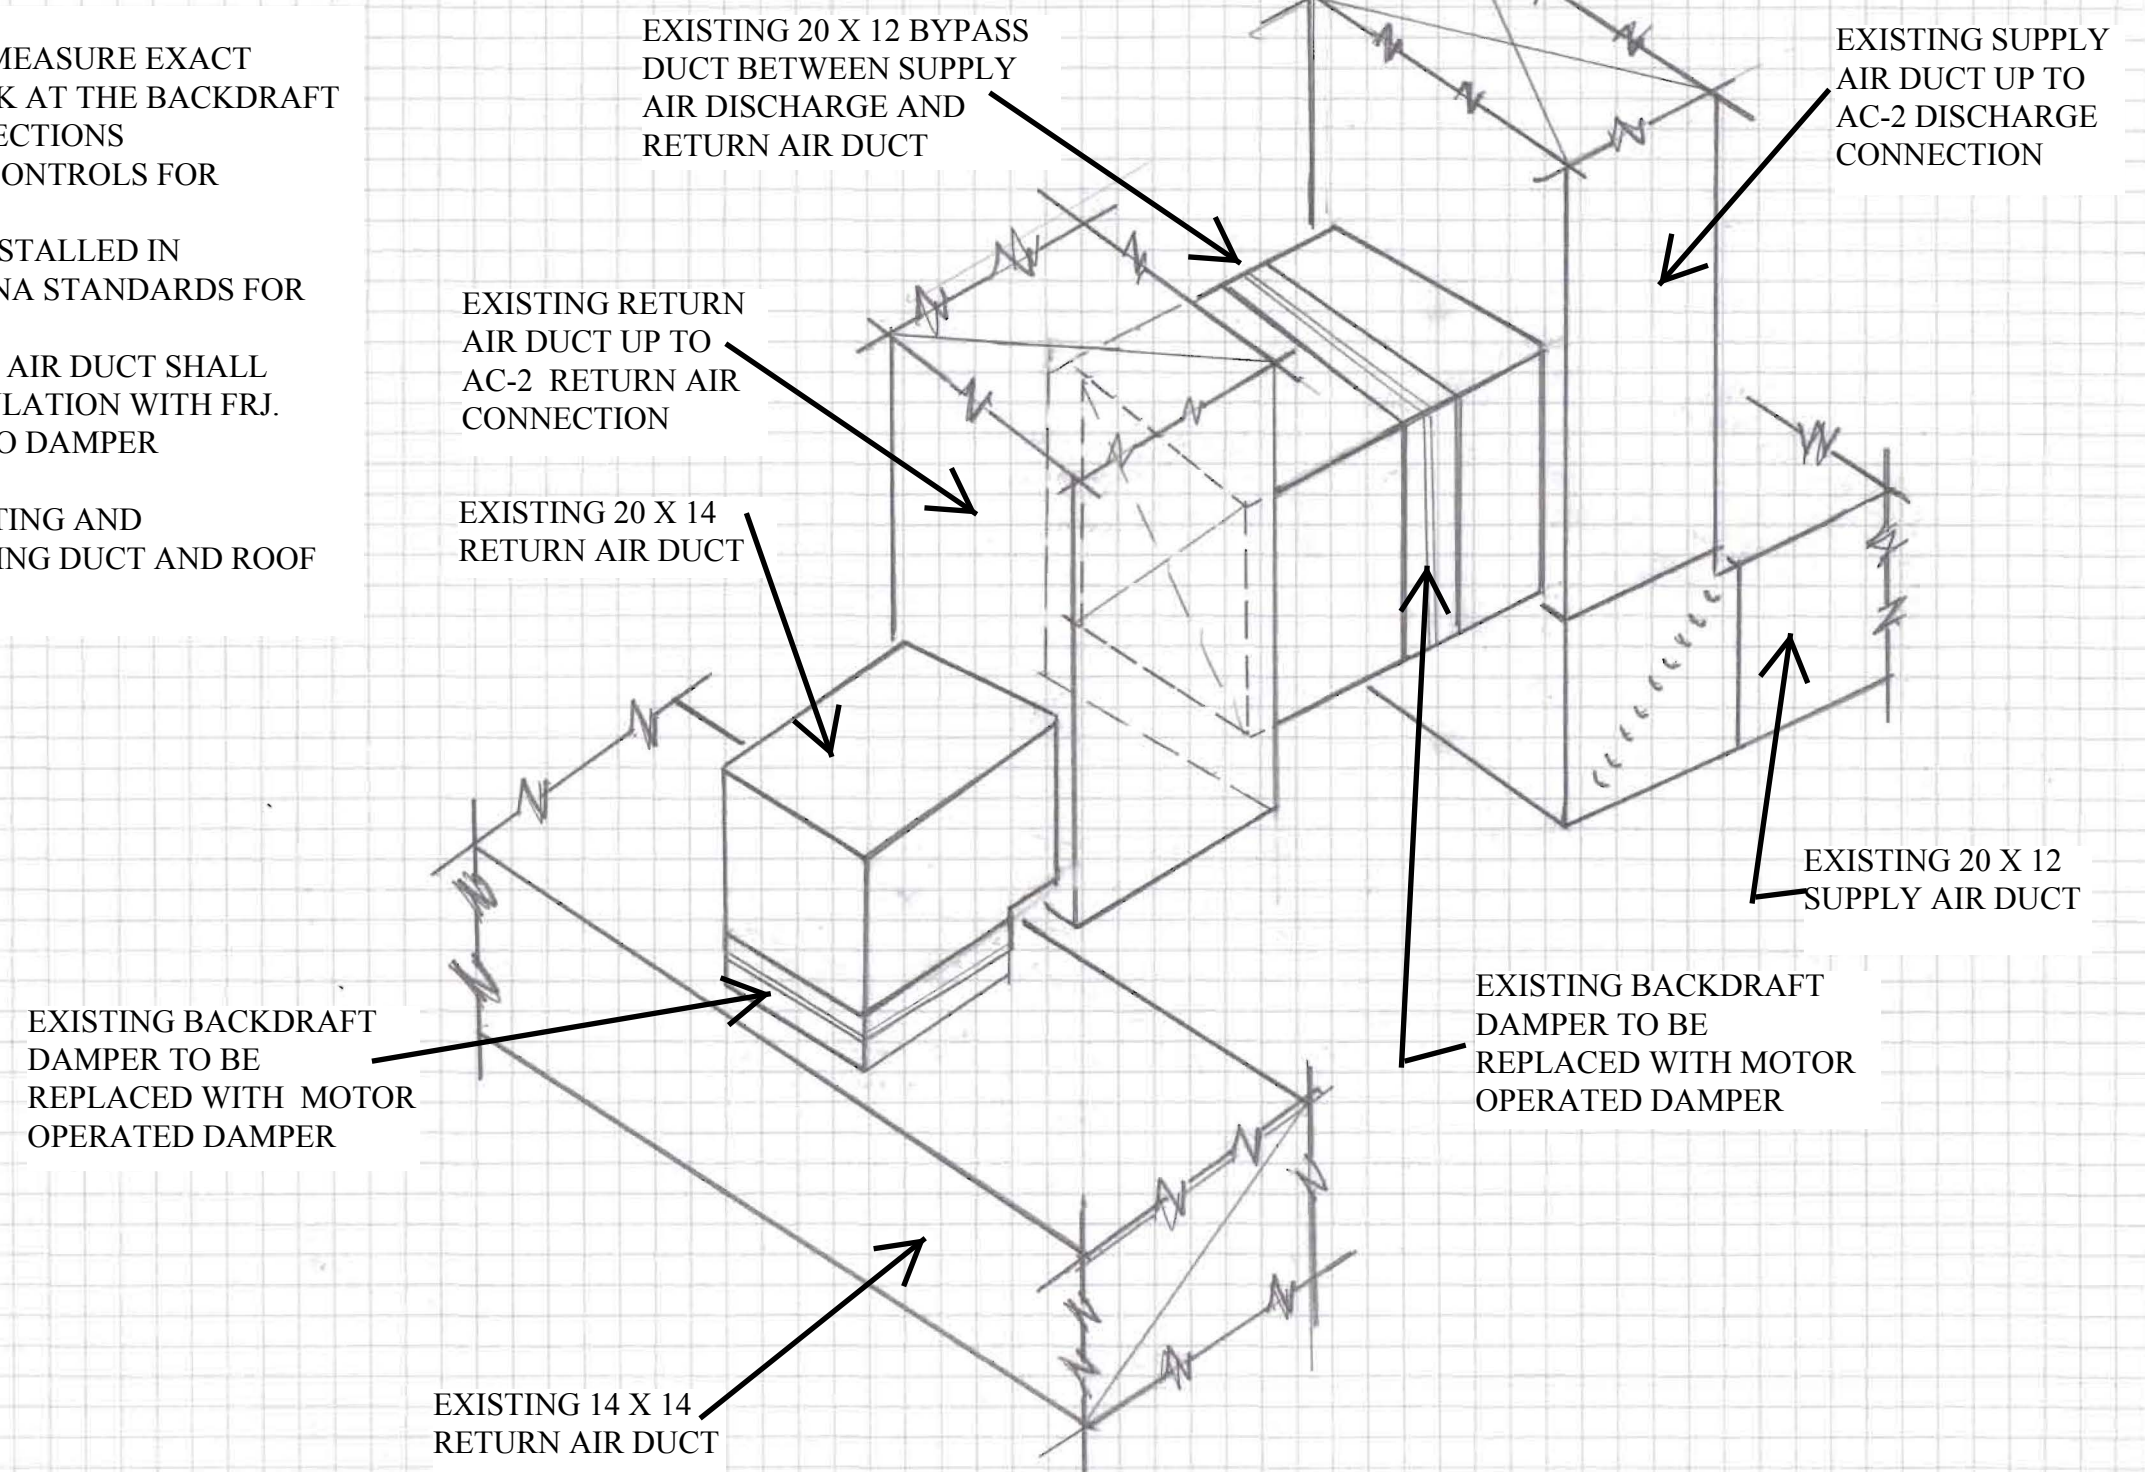 MEASURE EXACT
K AT THE BACKDRAFT
ECTIONS
ONTROLS FOR
STALLED IN
NA STANDARDS FOR
AIR DUCT SHALL
LATION WITH FRJ.
O DAMPER
TING AND
ING DUCT AND ROOF
EXISTING 20 X 12 BYPASS
DUCT BETWEEN SUPPLY
AIR DISCHARGE AND
RETURN AIR DUCT
EXISTING SUPPLY
AIR DUCT UP TO
AC-2 DISCHARGE
CONNECTION
EXISTING RETURN
AIR DUCT UP TO
AC-2 RETURN AIR
CONNECTION
EXISTING 20 X 14
RETURN AIR DUCT
EXISTING 20 X 12
SUPPLY AIR DUCT
EXISTING BACKDRAFT
DAMPER TO BE
REPLACED WITH MOTOR
OPERATED DAMPER
EXISTING BACKDRAFT
DAMPER TO BE
REPLACED WITH MOTOR
OPERATED DAMPER
EXISTING 14 X 14
RETURN AIR DUCT